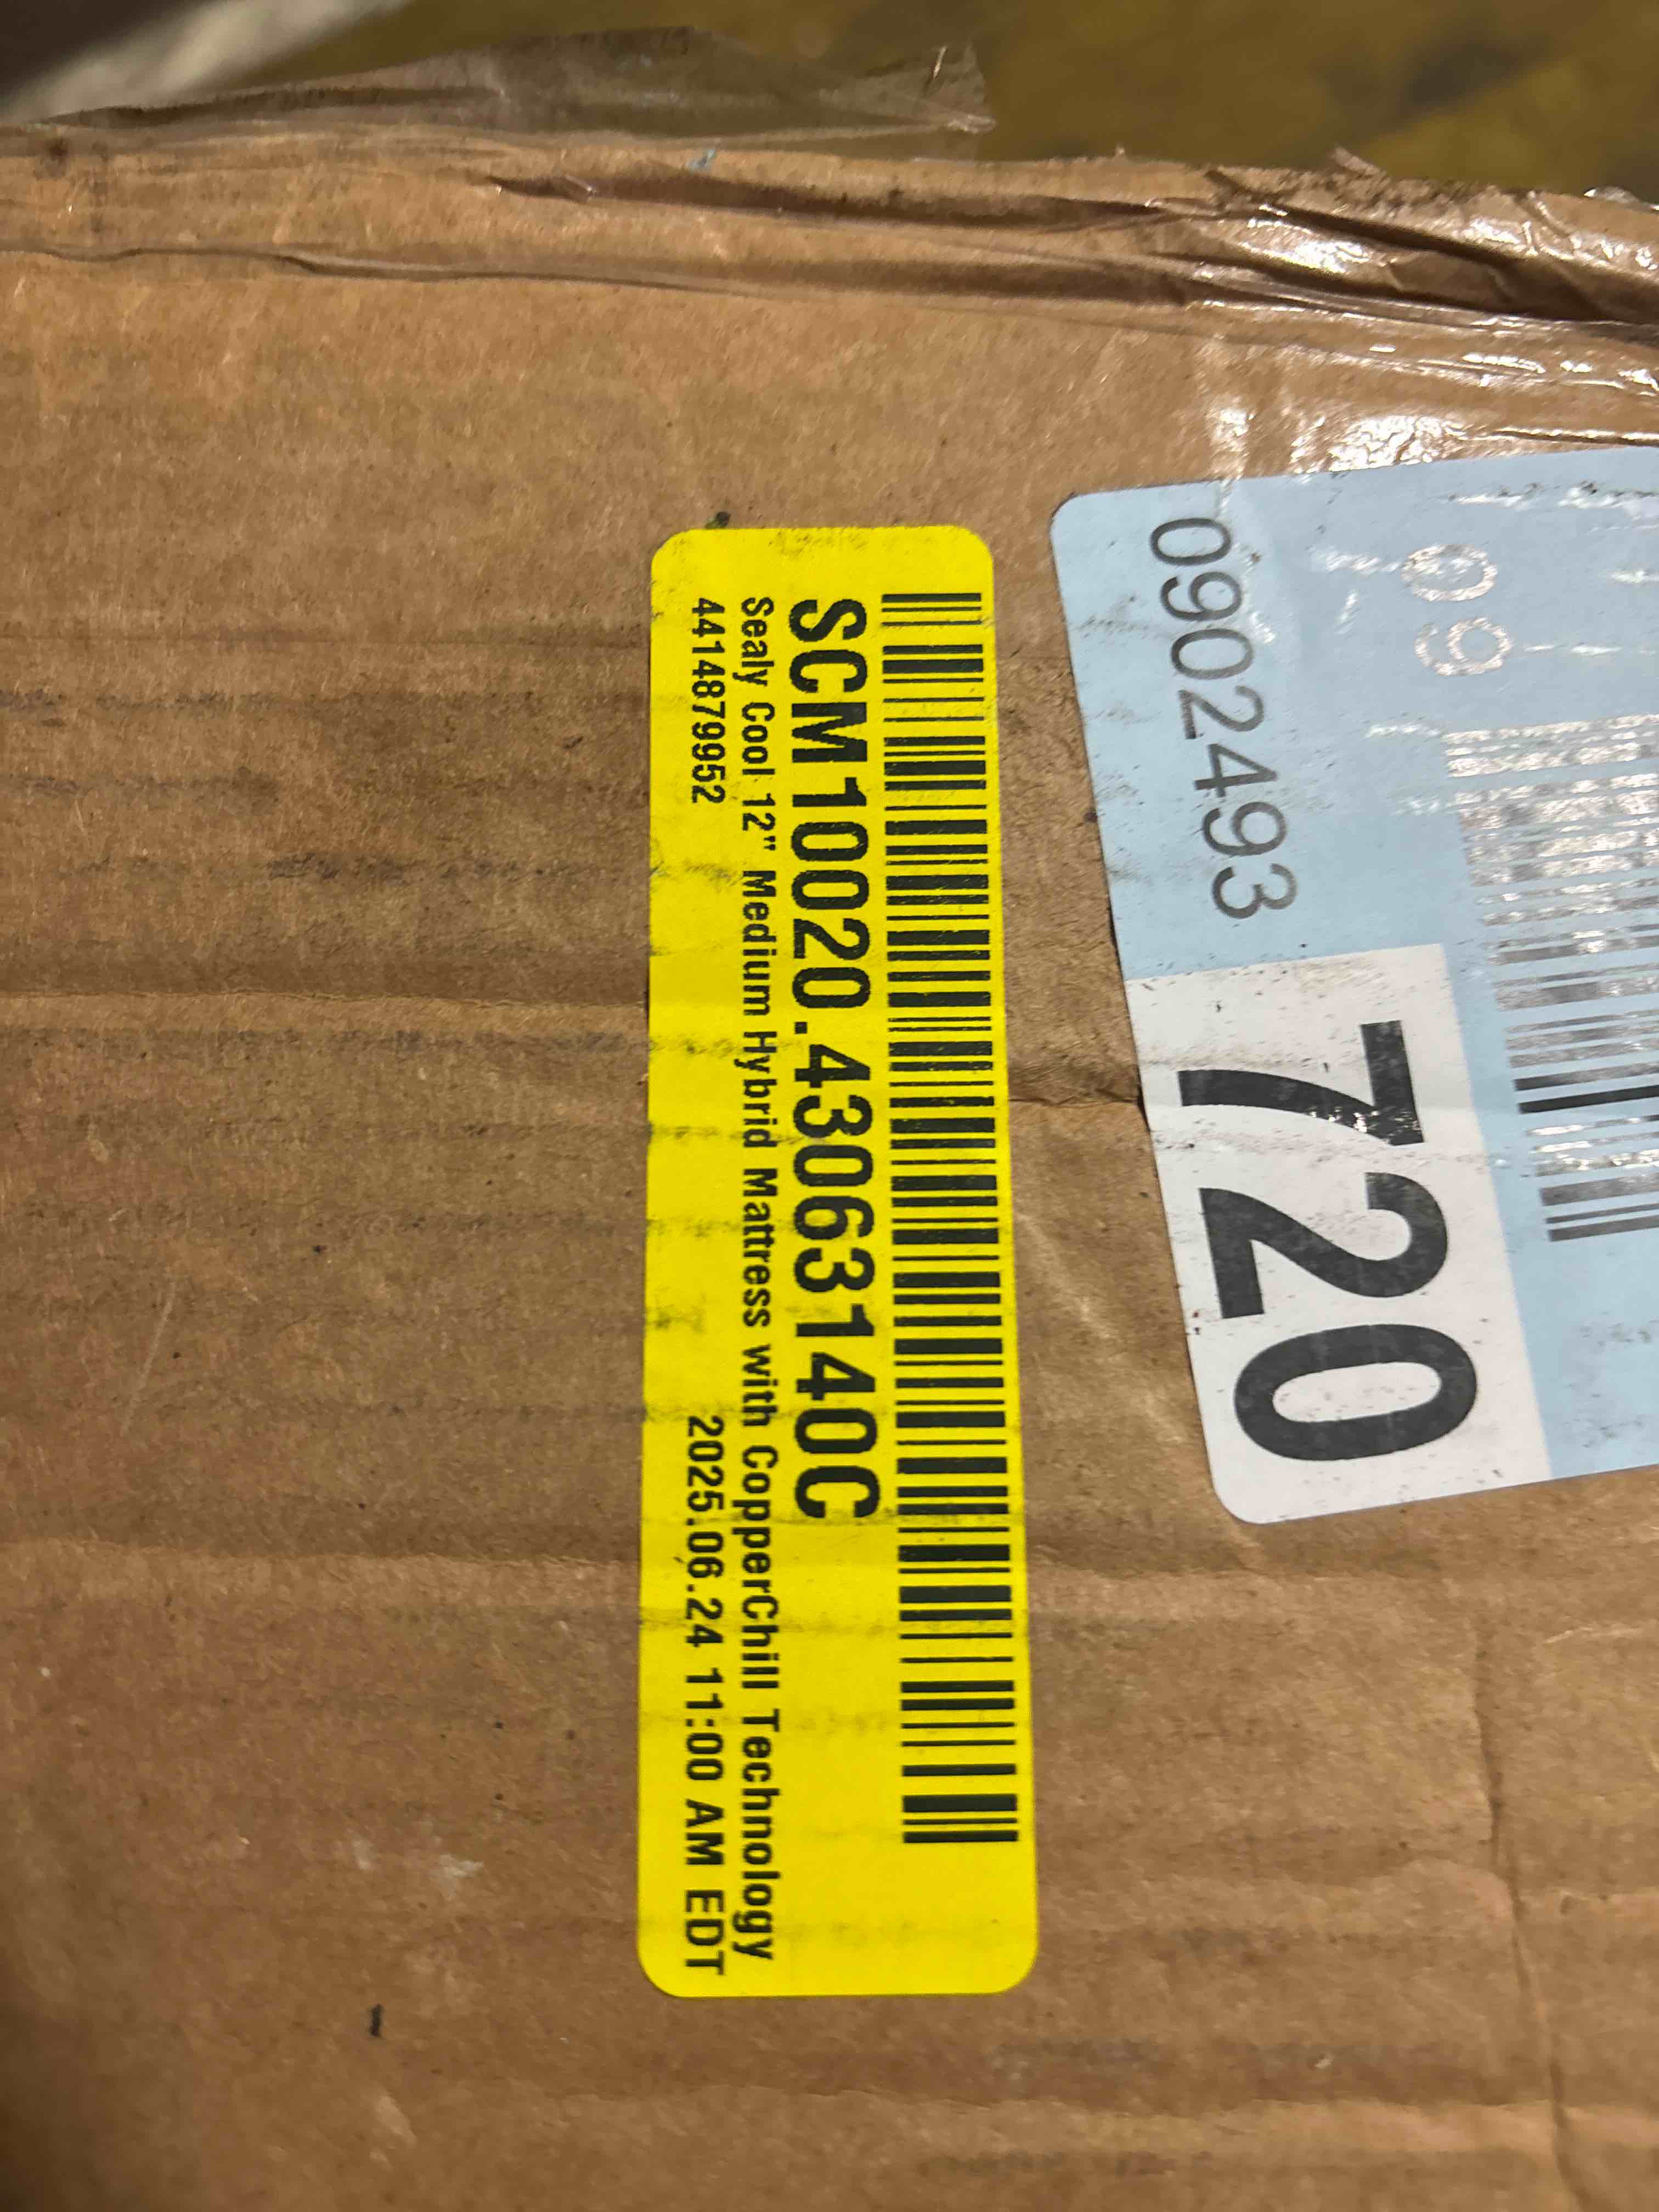 SCM10020.43063140C
Sealy Cool 12" Medium Hybrid Mattress with CopperChill Technology
4414879952 2025.06.24 11:00 AM EDT
09
0902493
720